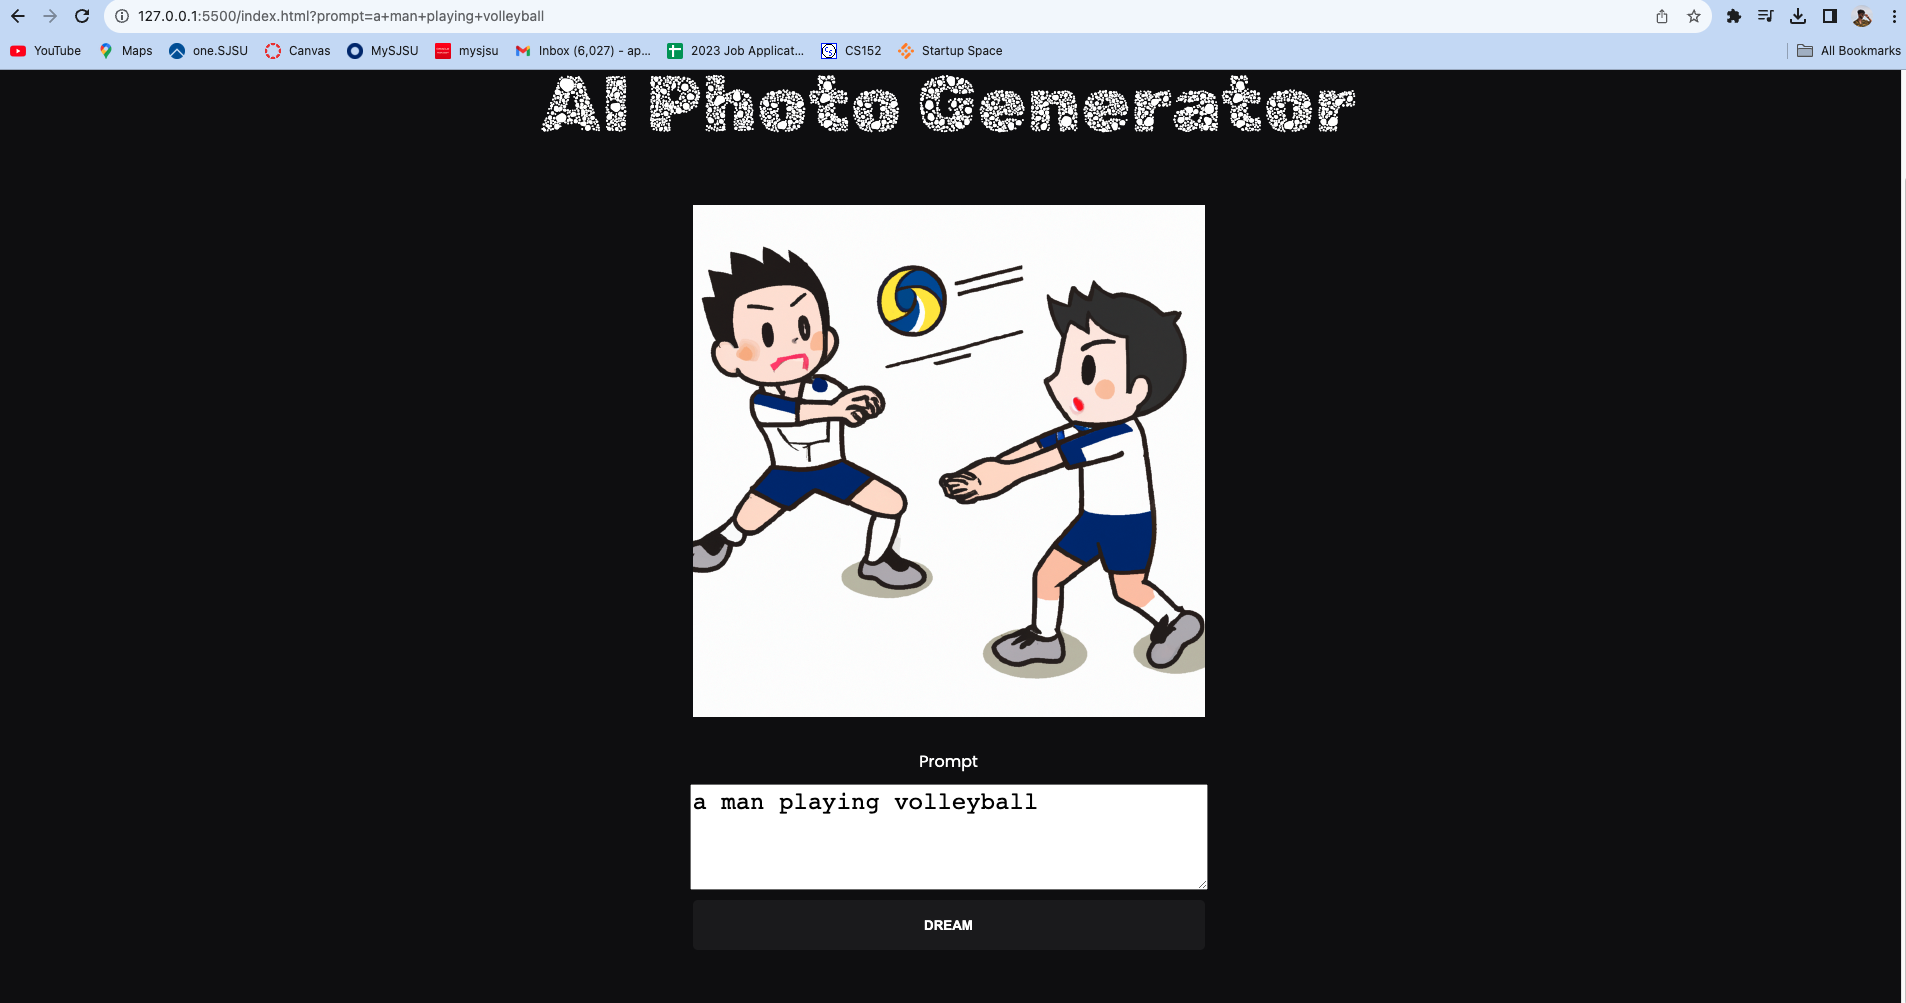 127.0.0.1:5500/index.html?prompt=a+man+playing+volleyball
YouTube Maps one.SJSU Canvas MySJSU mysjsu Inbox (6,027) - ap... 2023 Job Applicat... CS152 Startup Space All Bookmarks
AI Photo Generator
Prompt
a man playing volleyball
DREAM